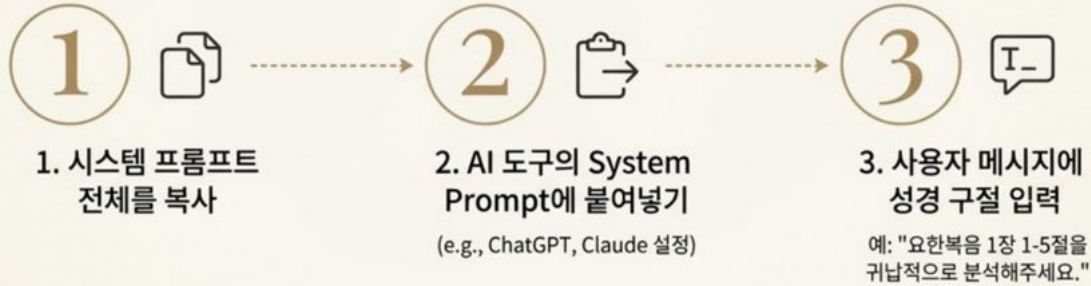 1
2
3
T_
1. 시스템 프롬프트
전체를 복사
2. AI 도구의 System
Prompt에 붙여넣기
(e.g., ChatGPT, Claude 설정)
3. 사용자 메시지에
성경 구절 입력
예: "요한복음 1장 1-5절을
귀납적으로 분석해주세요."